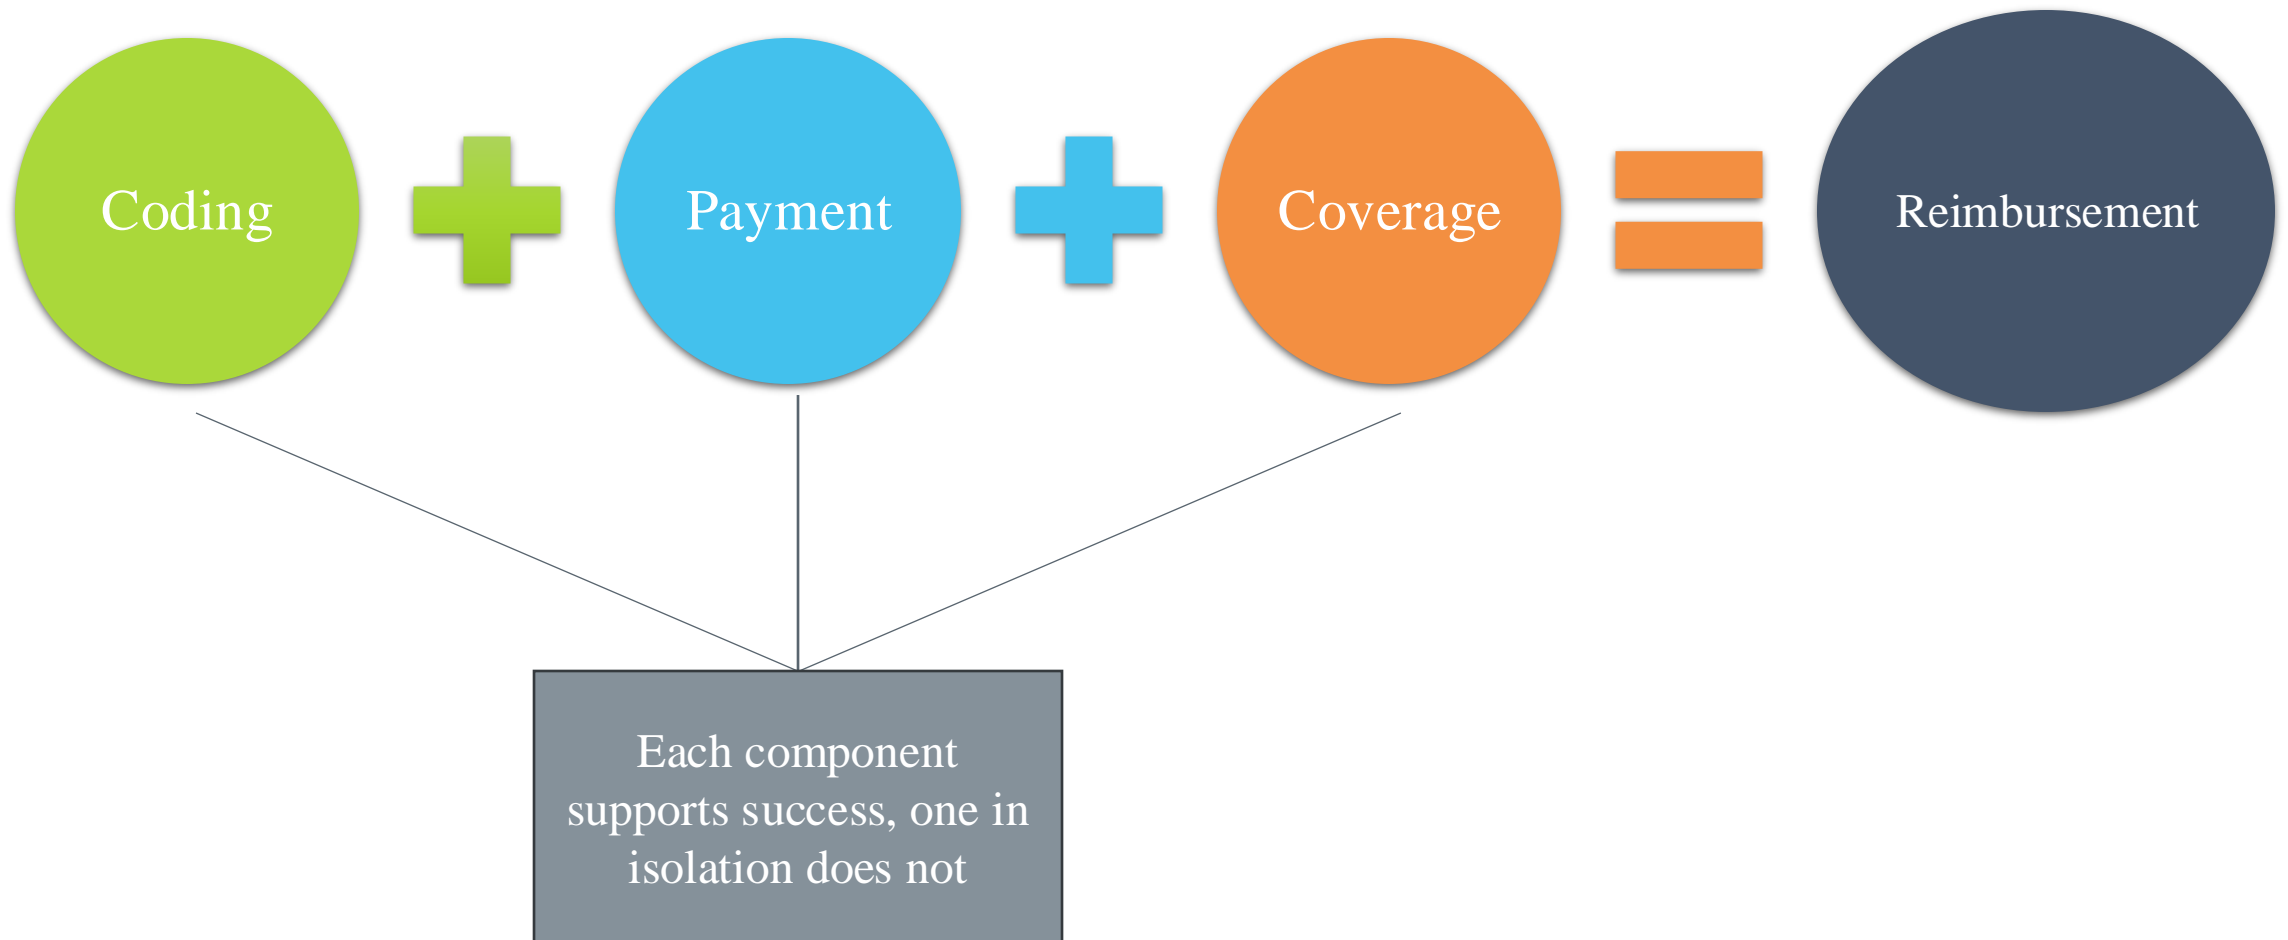 Coding
Payment
Coverage
Reimbursement
Each component
supports success, one in
isolation does not